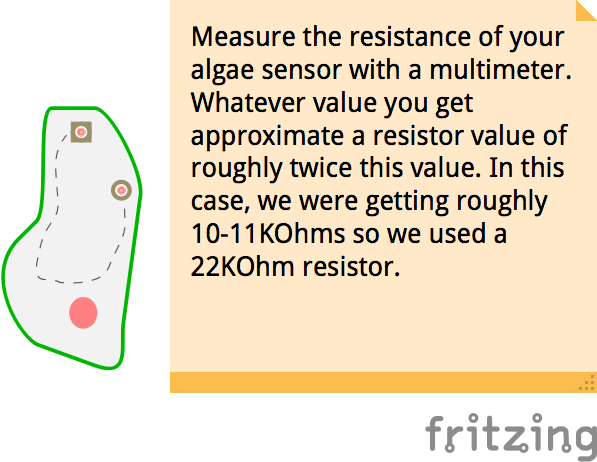 Measure the resistance of your
algae sensor with a multimeter.
Whatever value you get
approximate a resistor value of
roughly twice this value. In this
case, we were getting roughly
10-11KOhms so we used a
22KOhm resistor.
fritzing